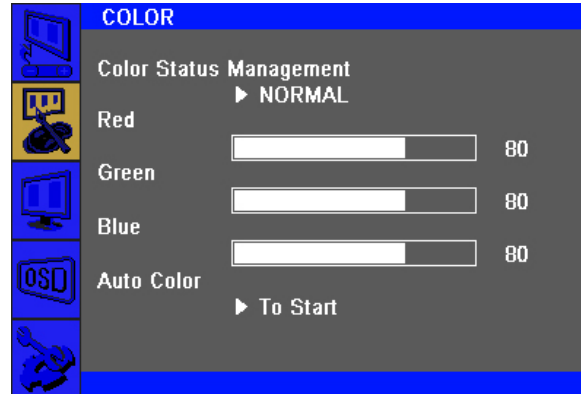 COLOR
Color Status Management
NORMAL
Red
80
Green
80
Blue
80
Auto Color
To Start
OSD